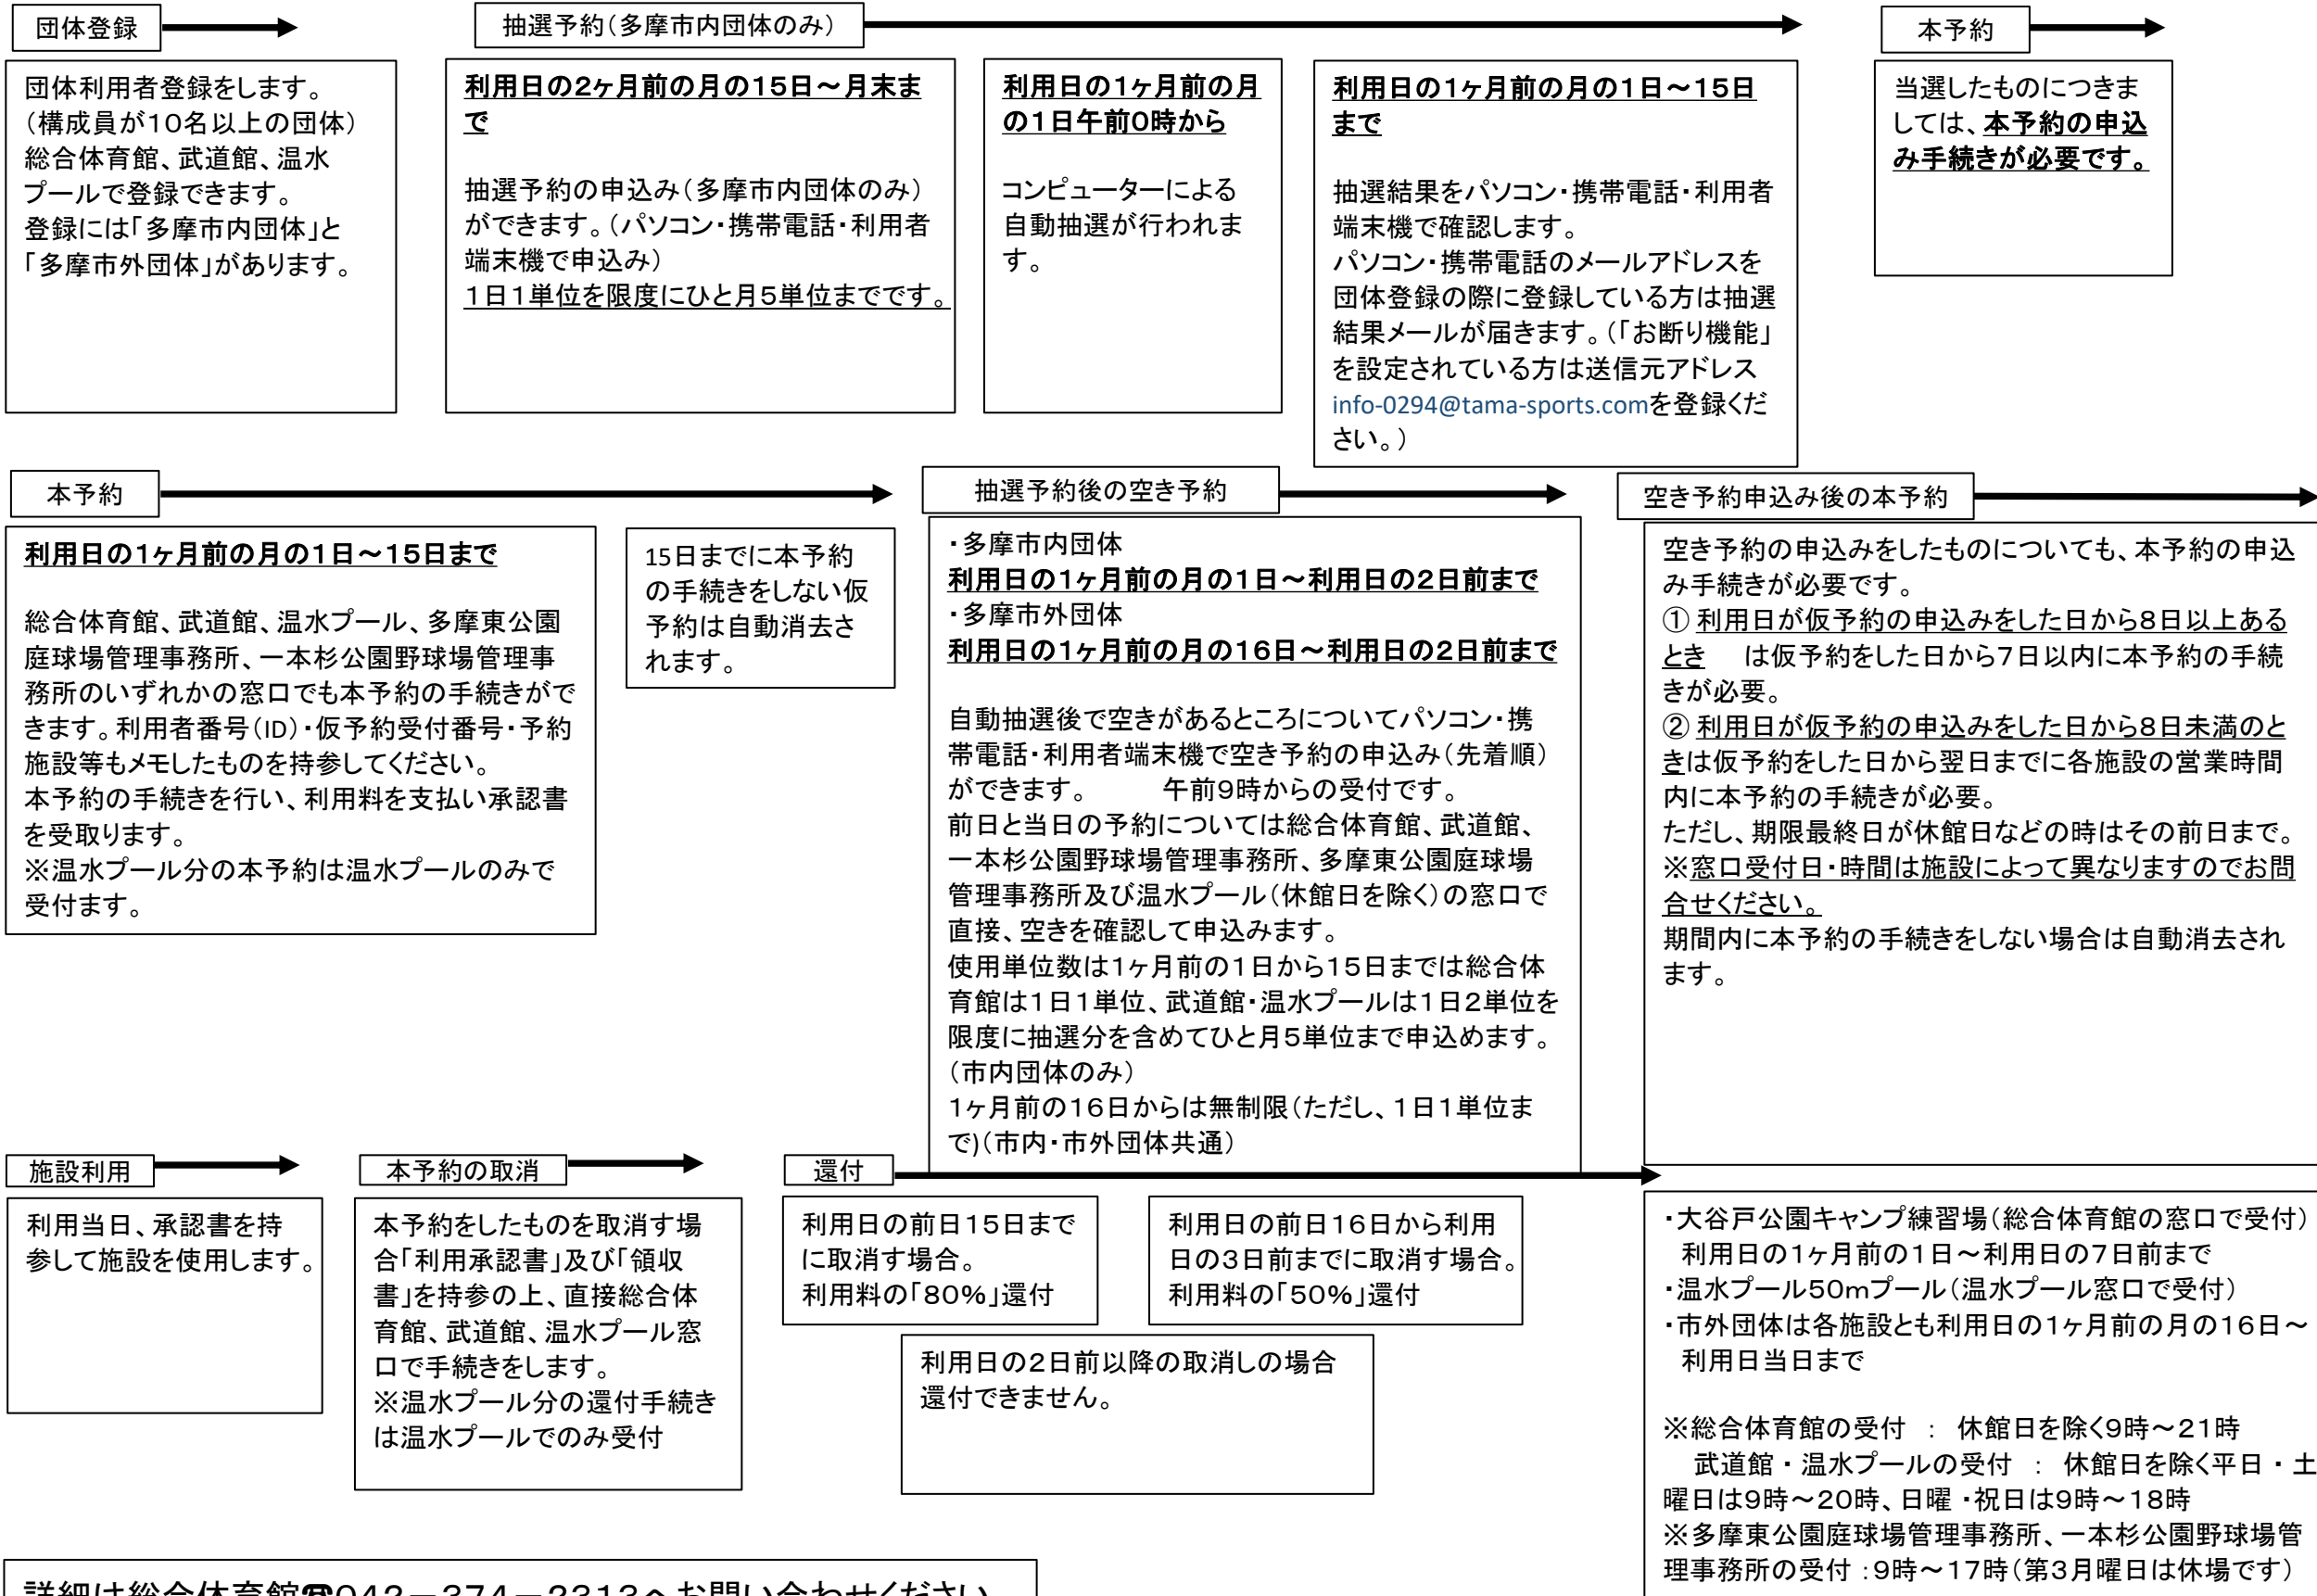 団体登録
団体利用者登録をします。
（構成員が10名以上の団体）
総合体育館、武道館、温水
プールで登録できます。
登録には「多摩市内団体」と
「多摩市外団体」があります。
抽選予約（多摩市内団体のみ）
利用日の2ヶ月前の月の15日～月末ま
で
抽選予約の申込み（多摩市内団体のみ）
ができます。（パソコン・携帯電話・利用者
端末機で申込み）
1日1単位を限度にひと月5単位までです。
利用日の1ヶ月前の月
の1日午前0時から
コンピューターによる
自動抽選が行われま
す。
利用日の1ヶ月前の月の1日～15日
まで
抽選結果をパソコン・携帯電話・利用者
端末機で確認します。
パソコン・携帯電話のメールアドレスを
団体登録の際に登録している方は抽選
結果メールが届きます。（「お断り機能」
を設定されている方は送信元アドレス
info-0294@tama-sports.comを登録くだ
さい。）
本予約
当選したものにつきま
しては、本予約の申込
み手続きが必要です。
本予約
利用日の1ヶ月前の月の1日～15日まで
総合体育館、武道館、温水プール、多摩東公園
庭球場管理事務所、一本杉公園野球場管理事
務所のいずれかの窓口でも本予約の手続きがで
きます。利用者番号（ID）・仮予約受付番号・予約
施設等もメモしたものを持参してください。
本予約の手続きを行い、利用料を支払い承認書
を受取ります。
※温水プール分の本予約は温水プールのみで
受付ます。
15日までに本予約
の手続きをしない仮
予約は自動消去さ
れます。
抽選予約後の空き予約
・多摩市内団体
利用日の1ヶ月前の月の1日～利用日の2日前まで
・多摩市外団体
利用日の1ヶ月前の月の16日～利用日の2日前まで
自動抽選後で空きがあるところについてパソコン・携
帯電話・利用者端末機で空き予約の申込み（先着順）
ができます。　　午前9時からの受付です。
前日と当日の予約については総合体育館、武道館、
一本杉公園野球場管理事務所、多摩東公園庭球場
管理事務所及び温水プール（休館日を除く）の窓口で
直接、空きを確認して申込みます。
使用単位数は1ヶ月前の1日から15日までは総合体
育館は1日1単位、武道館・温水プールは1日2単位を
限度に抽選分を含めてひと月5単位まで申込めます。
（市内団体のみ）
1ヶ月前の16日からは無制限（ただし、1日1単位ま
で)（市内・市外団体共通）
空き予約申込み後の本予約
空き予約の申込みをしたものについても、本予約の申込
み手続きが必要です。
① 利用日が仮予約の申込みをした日から8日以上ある
とき　は仮予約をした日から7日以内に本予約の手続
きが必要。
② 利用日が仮予約の申込みをした日から8日未満のと
きは仮予約をした日から翌日までに各施設の営業時間
内に本予約の手続きが必要。
ただし、期限最終日が休館日などの時はその前日まで。
※窓口受付日・時間は施設によって異なりますのでお問
合せください。
期間内に本予約の手続きをしない場合は自動消去され
ます。
施設利用
利用当日、承認書を持
参して施設を使用します。
本予約の取消
本予約をしたものを取消す場
合「利用承認書」及び「領収
書」を持参の上、直接総合体
育館、武道館、温水プール窓
口で手続きをします。
※温水プール分の還付手続き
は温水プールでのみ受付
還付
利用日の前日15日まで
に取消す場合。
利用料の「80％」還付
利用日の前日16日から利用
日の3日前までに取消す場合。
利用料の「50％」還付
利用日の2日前以降の取消しの場合
還付できません。
・大谷戸公園キャンプ練習場（総合体育館の窓口で受付）
利用日の1ヶ月前の1日～利用日の7日前まで
・温水プール50mプール（温水プール窓口で受付）
・市外団体は各施設とも利用日の1ヶ月前の月の16日～
利用日当日まで
※総合体育館の受付 ： 休館日を除く9時～21時
武道館・温水プールの受付 ： 休館日を除く平日・土
曜日は9時～20時、日曜・祝日は9時～18時
※多摩東公園庭球場管理事務所、一本杉公園野球場管
理事務所の受付：9時～17時（第3月曜日は休場です）
詳細は総合体育館☎042－374－2313へお問い合わせください